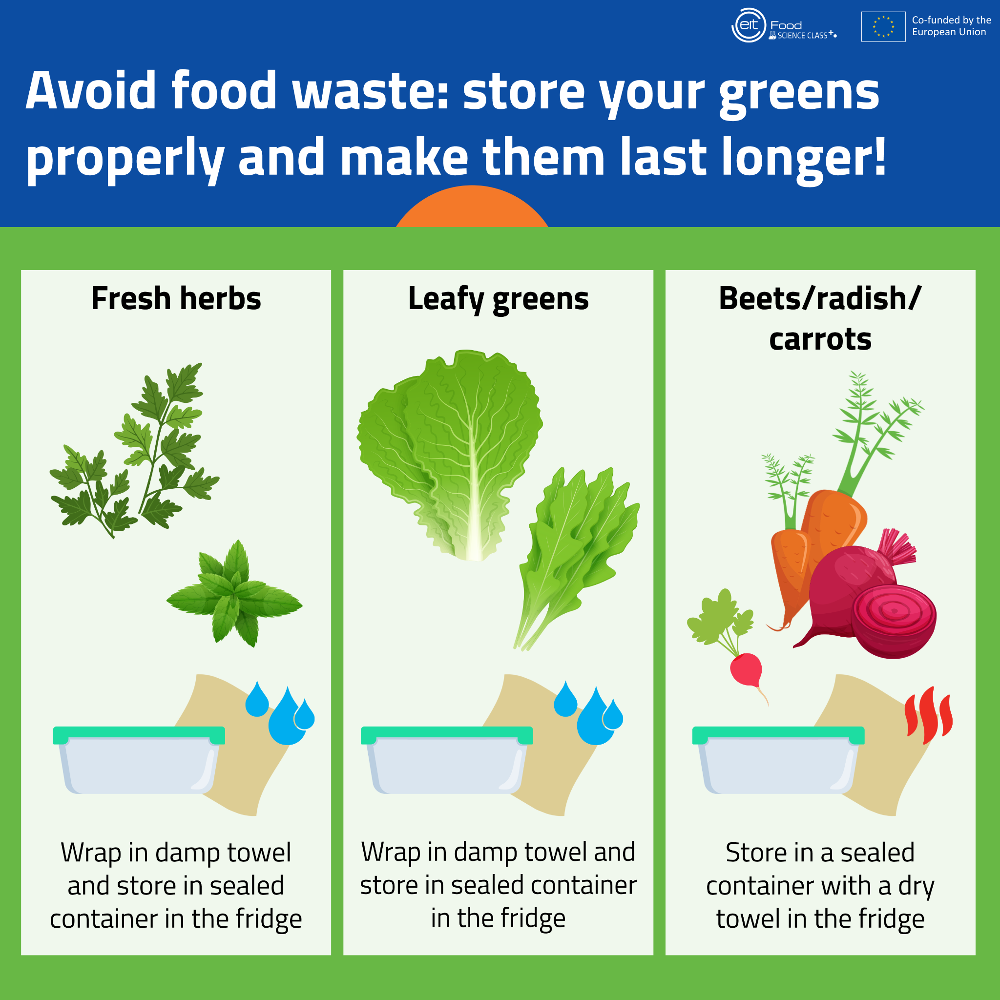 eit Food
SCIENCE CLASS+
Co-funded by the
European Union
Avoid food waste: store your greens
properly and make them last longer!
Fresh herbs
Wrap in damp towel
and store in sealed
container in the fridge
Leafy greens
Wrap in damp towel and
store in sealed container
in the fridge
Beets/radish/
carrots
Store in a sealed
container with a dry
towel in the fridge